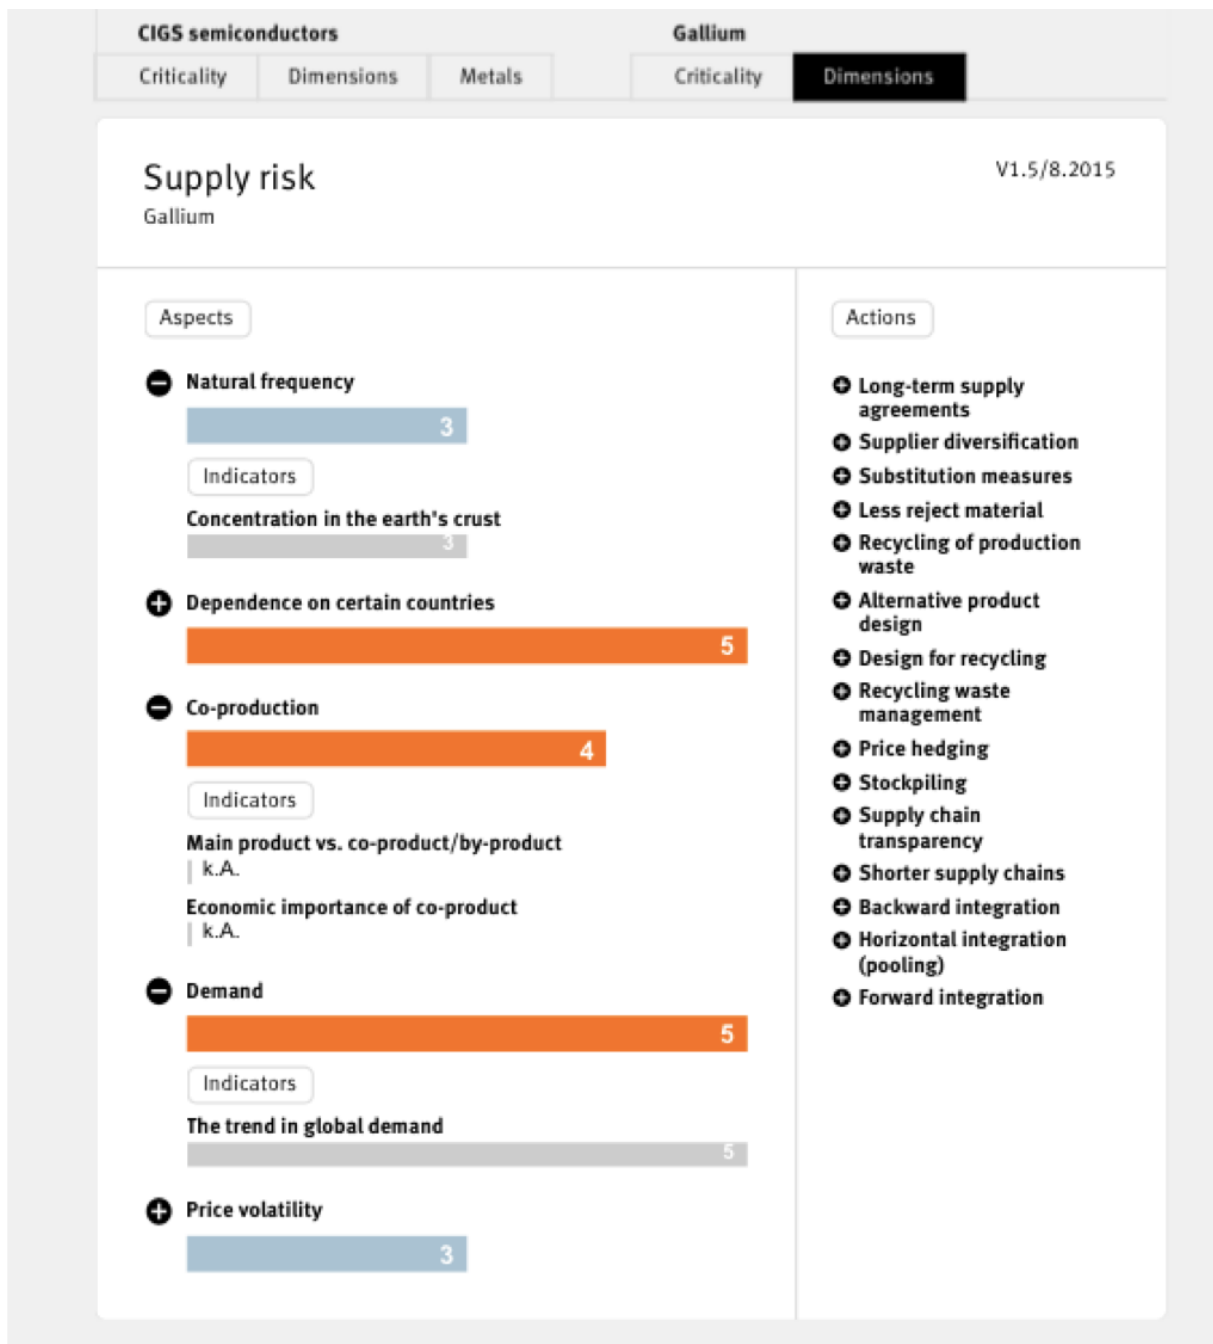 CIGS semiconductors
Gallium
Criticality
Dimensions
Metals
Criticality
Dimensions
Supply risk
V1.5/8.2015
Gallium
Aspects
Natural frequency
3
Indicators
Concentration in the earth's crust
3
Dependence on certain countries
5
Co-production
4
Indicators
Main product vs. co-product/by-product
k.A.
Economic importance of co-product
k.A.
Demand
5
Indicators
The trend in global demand
5
Price volatility
3
Actions
Long-term supply
agreements
Supplier diversification
Substitution measures
Less reject material
Recycling of production
waste
Alternative product
design
Design for recycling
Recycling waste
management
Price hedging
Stockpiling
Supply chain
transparency
Shorter supply chains
Backward integration
Horizontal integration
(pooling)
Forward integration